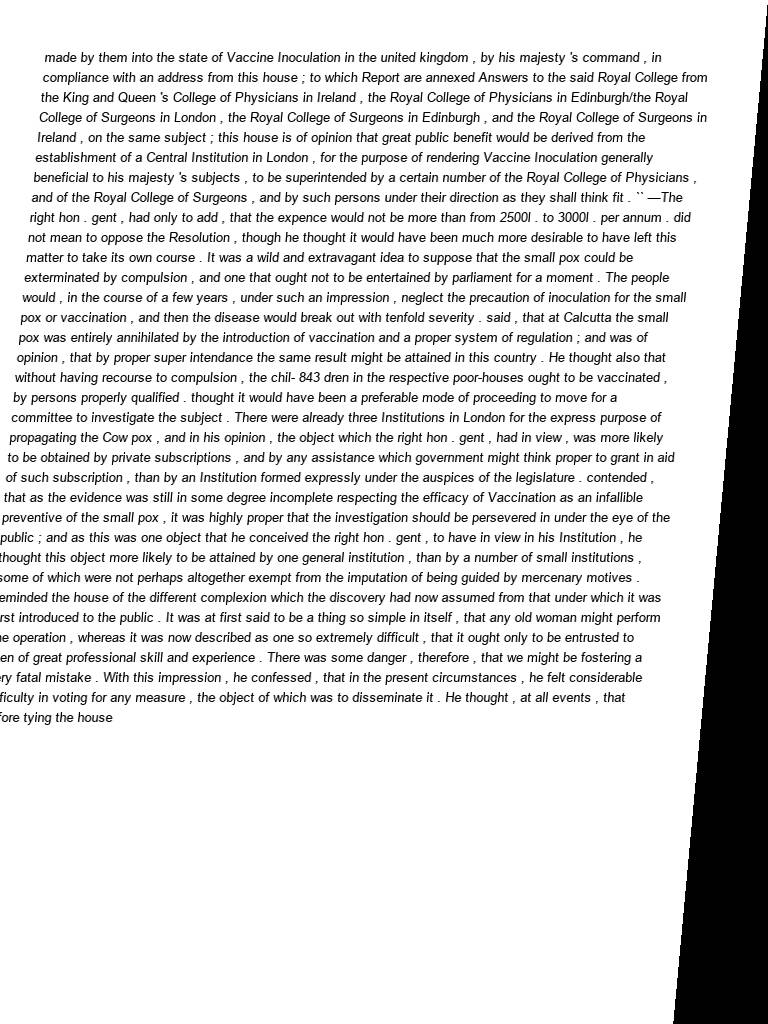 made by them into the state of Vaccine Inoculation in the united kingdom , by his majesty 's command , in
compliance with an address from this house ; to which Report are annexed Answers to the said Royal College from
the King and Queen 's College of Physicians in Ireland , the Royal College of Physicians in Edinburgh/the Royal
College of Surgeons in London , the Royal College of Surgeons in Edinburgh , and the Royal College of Surgeons in
Ireland , on the same subject ; this house is of opinion that great public benefit would be derived from the
establishment of a Central Institution in London , for the purpose of rendering Vaccine Inoculation generally
beneficial to his majesty 's subjects , to be superintended by a certain number of the Royal College of Physicians ,
and of the Royal College of Surgeons , and by such persons under their direction as they shall think fit . `` —The
right hon . gent , had only to add , that the expence would not be more than from 2500l . to 3000l . per annum . did
not mean to oppose the Resolution , though he thought it would have been much more desirable to have left this
matter to take its own course . It was a wild and extravagant idea to suppose that the small pox could be
exterminated by compulsion , and one that ought not to be entertained by parliament for a moment . The people
would , in the course of a few years , under such an impression , neglect the precaution of inoculation for the small
pox or vaccination , and then the disease would break out with tenfold severity . said , that at Calcutta the small
pox was entirely annihilated by the introduction of vaccination and a proper system of regulation ; and was of
opinion , that by proper super intendance the same result might be attained in this country . He thought also that
without having recourse to compulsion , the chil- 843 dren in the respective poor-houses ought to be vaccinated ,
by persons properly qualified . thought it would have been a preferable mode of proceeding to move for a
committee to investigate the subject . There were already three Institutions in London for the express purpose of
propagating the Cow pox , and in his opinion , the object which the right hon . gent , had in view , was more likely
to be obtained by private subscriptions , and by any assistance which government might think proper to grant in aid
of such subscription , than by an Institution formed expressly under the auspices of the legislature . contended ,
that as the evidence was still in some degree incomplete respecting the efficacy of Vaccination as an infallible
preventive of the small pox , it was highly proper that the investigation should be persevered in under the eye of the
public ; and as this was one object that he conceived the right hon . gent , to have in view in his Institution , he
thought this object more likely to be attained by one general institution , than by a number of small institutions ,
some of which were not perhaps altogether exempt from the imputation of being guided by mercenary motives .
eminded the house of the different complexion which the discovery had now assumed from that under which it was
rst introduced to the public . It was at first said to be a thing so simple in itself , that any old woman might perform
e operation , whereas it was now described as one so extremely difficult , that it ought only to be entrusted to
en of great professional skill and experience . There was some danger , therefore , that we might be fostering a
ry fatal mistake . With this impression , he confessed , that in the present circumstances , he felt considerable
ficulty in voting for any measure , the object of which was to disseminate it . He thought , at all events , that
fore tying the house